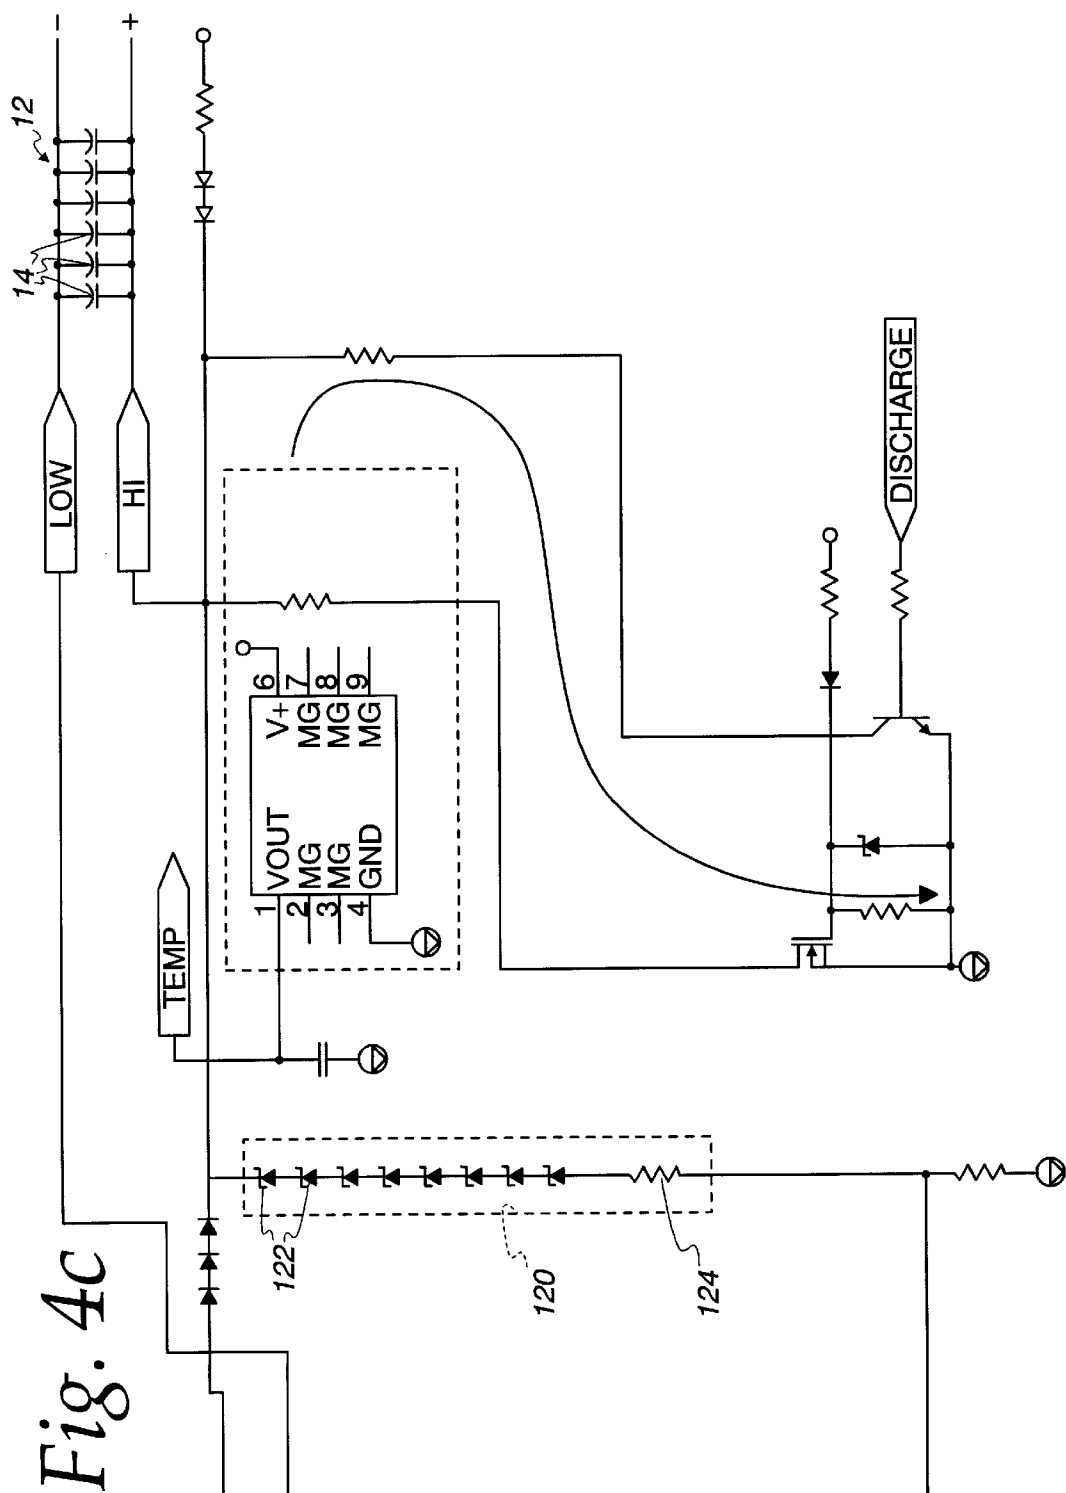 Fig. 4c
LOW
HI
−
+
12
14
TEMP
1 VOUT
2 MG
3 MG
4 GND
V+ 6
MG 7
MG 8
MG 9
DISCHARGE
122
120
124